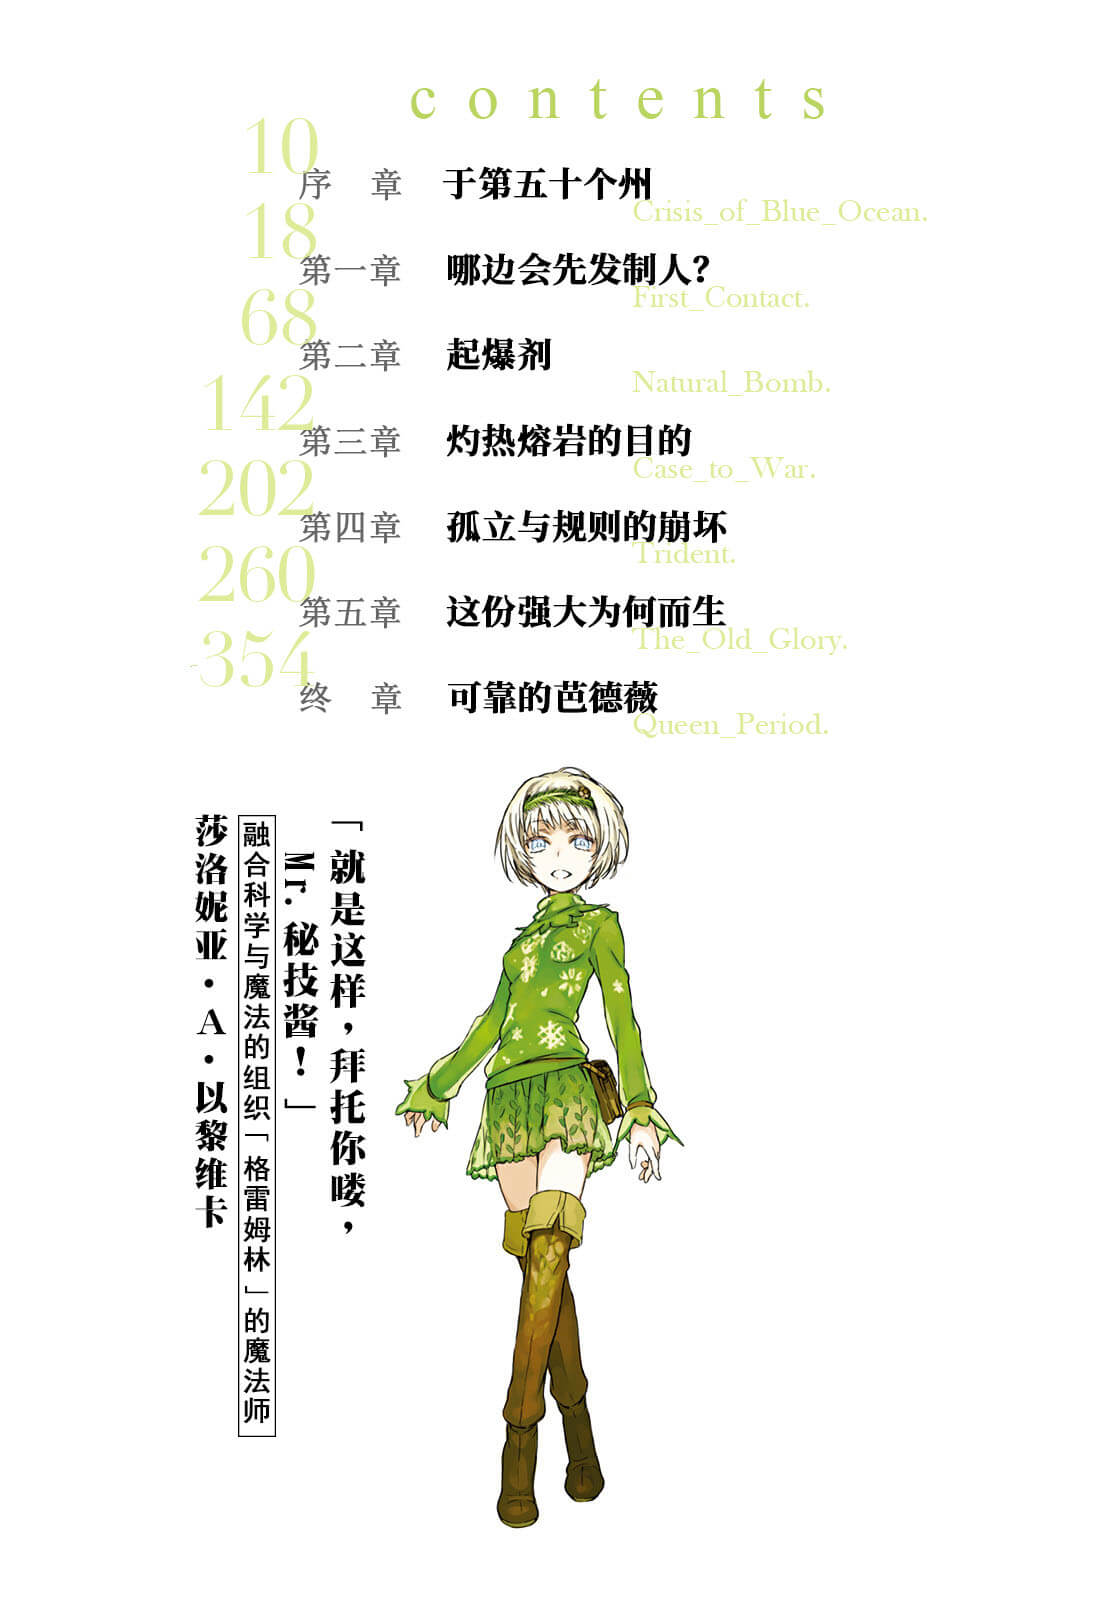 contents
10
序 章 于第五十个州
Crisis_of_Blue_Ocean.
18
第一章 哪边会先发制人?
First_Contact.
68
第二章 起爆剂
Natural_Bomb.
142
第三章 灼热熔岩的目的
Case_to_War.
202
第四章 孤立与规则的崩坏
Trident.
260
第五章 这份强大为何而生
The_Old_Glory.
354
终 章 可靠的芭德薇
Queen_Period.
「就是这样,拜托你喽,
Mr.秘技酱!」
融合科学与魔法的组织「格雷姆林」的魔法师
莎洛妮亚·A·以黎维卡